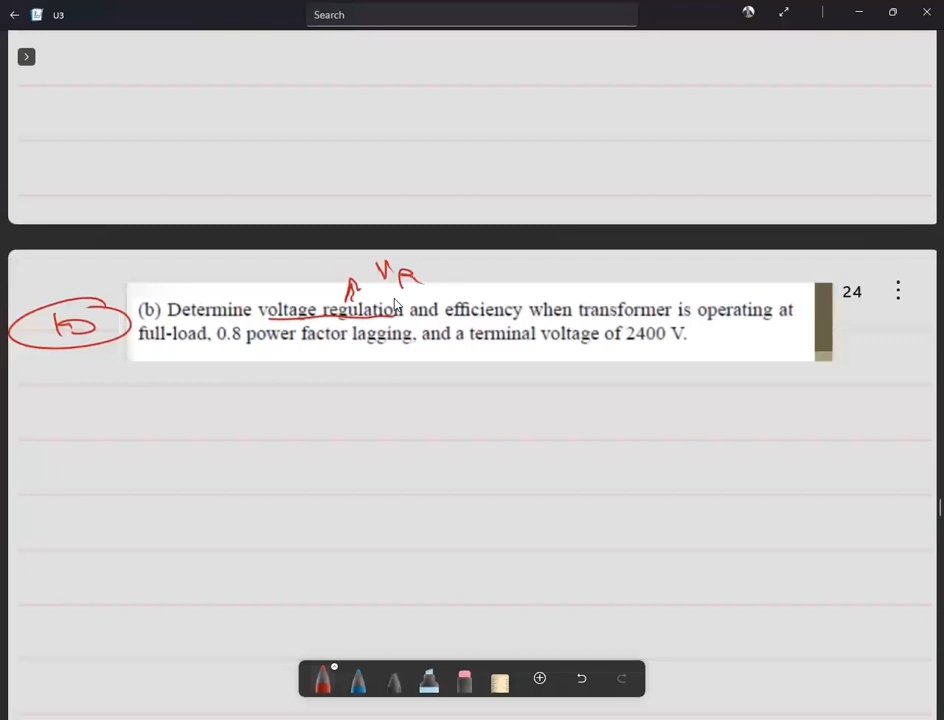 U3
Search
VR
24
(b) Determine voltage regulation and efficiency when transformer is operating at
full-load, 0.8 power factor lagging, and a terminal voltage of 2400 V.